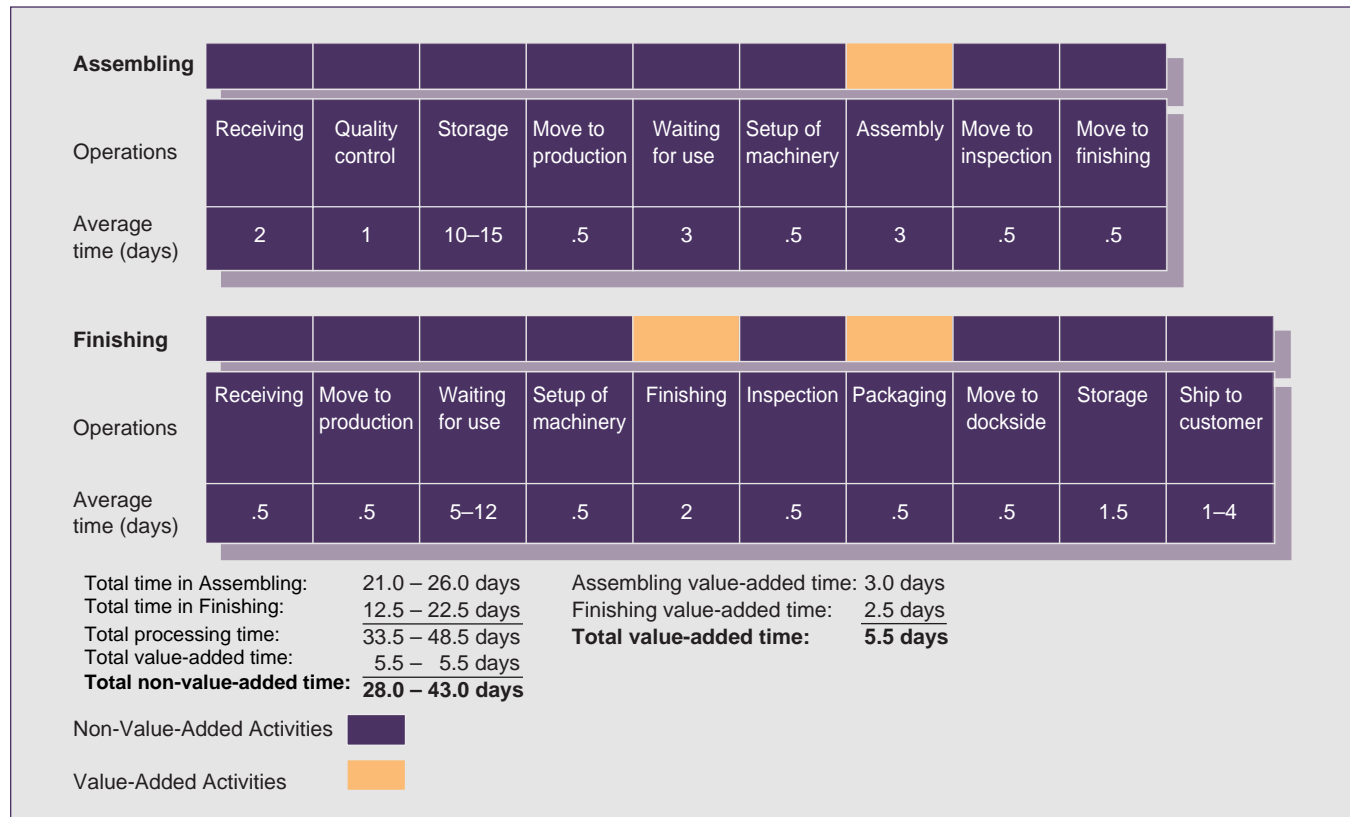 Assembling
Operations
Receiving
Quality
control
Storage
Move to
production
Waiting
for use
Setup of
machinery
Assembly
Move to
inspection
Move to
finishing
Average
time (days)
2
1
10–15
.5
3
.5
3
.5
.5
Finishing
Operations
Receiving
Move to
production
Waiting
for use
Setup of
machinery
Finishing
Inspection
Packaging
Move to
dockside
Storage
Ship to
customer
Average
time (days)
.5
.5
5–12
.5
2
.5
.5
.5
1.5
1–4
Total time in Assembling: 21.0 – 26.0 days
Total time in Finishing: 12.5 – 22.5 days
Total processing time: 33.5 – 48.5 days
Total value-added time: 5.5 – 5.5 days
Total non-value-added time: 28.0 – 43.0 days
Assembling value-added time: 3.0 days
Finishing value-added time: 2.5 days
Total value-added time: 5.5 days
Non-Value-Added Activities
Value-Added Activities